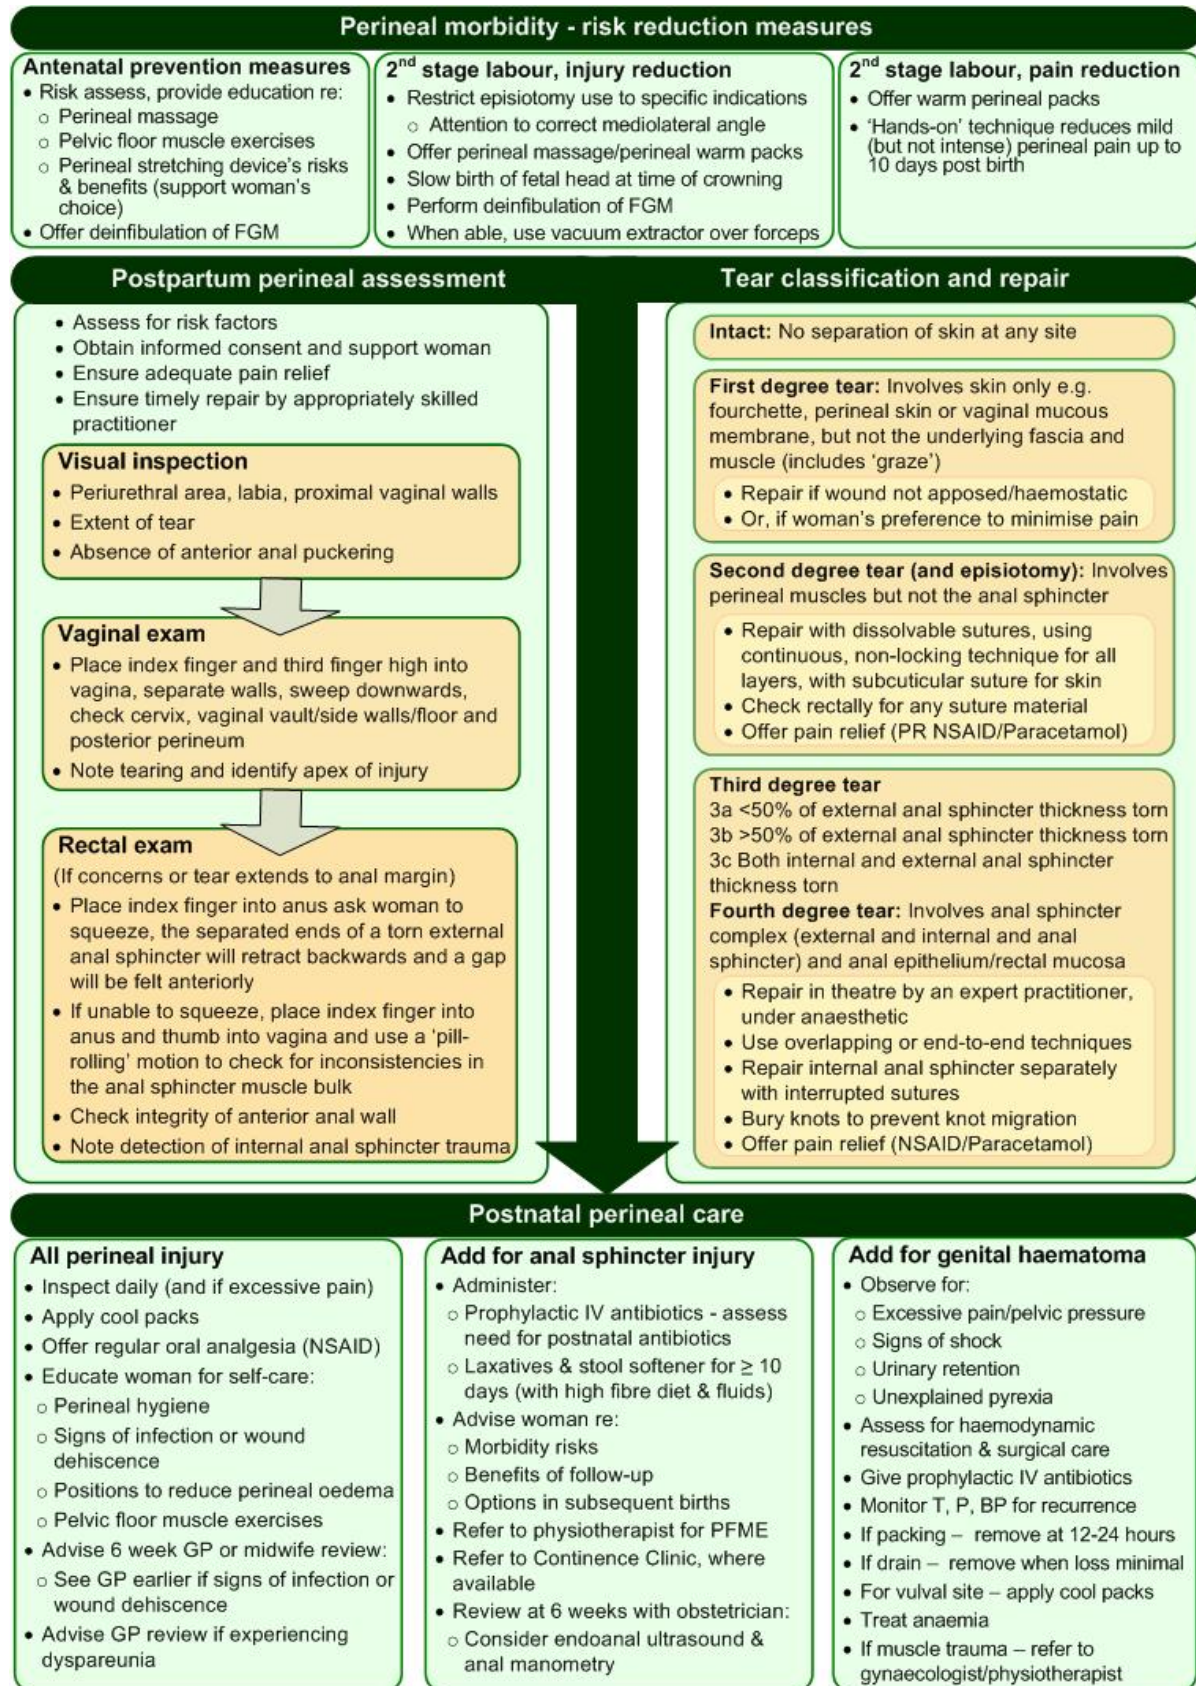 Perineal morbidity - risk reduction measures
Antenatal prevention measures
• Risk assess, provide education re:
o Perineal massage
o Pelvic floor muscle exercises
o Perineal stretching device's risks
& benefits (support woman's
choice)
• Offer deinfibulation of FGM
2nd stage labour, injury reduction
• Restrict episiotomy use to specific indications
o Attention to correct mediolateral angle
• Offer perineal massage/perineal warm packs
• Slow birth of fetal head at time of crowning
• Perform deinfibulation of FGM
• When able, use vacuum extractor over forceps
2nd stage labour, pain reduction
• Offer warm perineal packs
• 'Hands-on' technique reduces mild
(but not intense) perineal pain up to
10 days post birth
Postpartum perineal assessment
• Assess for risk factors
• Obtain informed consent and support woman
• Ensure adequate pain relief
• Ensure timely repair by appropriately skilled
practitioner
Visual inspection
• Periurethral area, labia, proximal vaginal walls
• Extent of tear
• Absence of anterior anal puckering
Vaginal exam
• Place index finger and third finger high into
vagina, separate walls, sweep downwards,
check cervix, vaginal vault/side walls/floor and
posterior perineum
• Note tearing and identify apex of injury
Rectal exam
(If concerns or tear extends to anal margin)
• Place index finger into anus ask woman to
squeeze, the separated ends of a torn external
anal sphincter will retract backwards and a gap
will be felt anteriorly
• If unable to squeeze, place index finger into
anus and thumb into vagina and use a 'pill-
rolling' motion to check for inconsistencies in
the anal sphincter muscle bulk
• Check integrity of anterior anal wall
• Note detection of internal anal sphincter trauma
Tear classification and repair
Intact: No separation of skin at any site
First degree tear: Involves skin only e.g.
fourchette, perineal skin or vaginal mucous
membrane, but not the underlying fascia and
muscle (includes 'graze')
• Repair if wound not apposed/haemostatic
• Or, if woman's preference to minimise pain
Second degree tear (and episiotomy): Involves
perineal muscles but not the anal sphincter
• Repair with dissolvable sutures, using
continuous, non-locking technique for all
layers, with subcuticular suture for skin
• Check rectally for any suture material
• Offer pain relief (PR NSAID/Paracetamol)
Third degree tear
3a <50% of external anal sphincter thickness torn
3b >50% of external anal sphincter thickness torn
3c Both internal and external anal sphincter
thickness torn
Fourth degree tear: Involves anal sphincter
complex (external and internal and anal
sphincter) and anal epithelium/rectal mucosa
• Repair in theatre by an expert practitioner,
under anaesthetic
• Use overlapping or end-to-end techniques
• Repair internal anal sphincter separately
with interrupted sutures
• Bury knots to prevent knot migration
• Offer pain relief (NSAID/Paracetamol)
Postnatal perineal care
All perineal injury
• Inspect daily (and if excessive pain)
• Apply cool packs
• Offer regular oral analgesia (NSAID)
• Educate woman for self-care:
o Perineal hygiene
o Signs of infection or wound
dehiscence
o Positions to reduce perineal oedema
o Pelvic floor muscle exercises
• Advise 6 week GP or midwife review:
o See GP earlier if signs of infection or
wound dehiscence
• Advise GP review if experiencing
dyspareunia
Add for anal sphincter injury
• Administer:
o Prophylactic IV antibiotics - assess
need for postnatal antibiotics
o Laxatives & stool softener for ≥ 10
days (with high fibre diet & fluids)
• Advise woman re:
o Morbidity risks
o Benefits of follow-up
o Options in subsequent births
• Refer to physiotherapist for PFME
• Refer to Continence Clinic, where
available
• Review at 6 weeks with obstetrician:
o Consider endoanal ultrasound &
anal manometry
Add for genital haematoma
• Observe for:
o Excessive pain/pelvic pressure
o Signs of shock
o Urinary retention
o Unexplained pyrexia
• Assess for haemodynamic
resuscitation & surgical care
• Give prophylactic IV antibiotics
• Monitor T, P, BP for recurrence
• If packing – remove at 12-24 hours
• If drain – remove when loss minimal
• For vulval site – apply cool packs
• Treat anaemia
• If muscle trauma – refer to
gynaecologist/physiotherapist